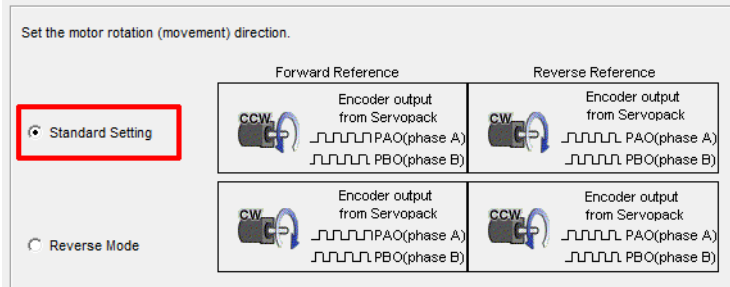 Set the motor rotation (movement) direction.
Forward Reference
Reverse Reference
Standard Setting
CCW
Encoder output
from Servopack
PAO(phase A)
PBO(phase B)
CW
Encoder output
from Servopack
PAO(phase A)
PBO(phase B)
Reverse Mode
CW
Encoder output
from Servopack
PAO(phase A)
PBO(phase B)
CCW
Encoder output
from Servopack
PAO(phase A)
PBO(phase B)